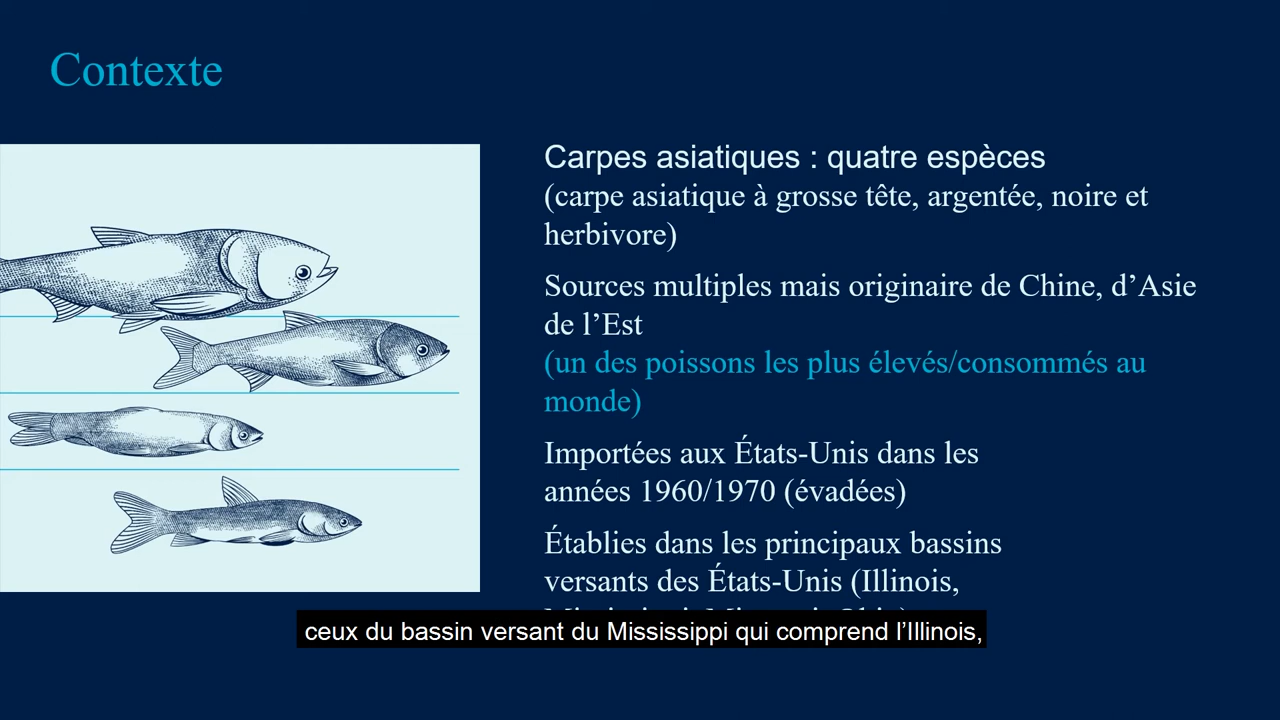 Contexte
Carpes asiatiques : quatre espèces
(carpe asiatique à grosse tête, argentée, noire et
herbivore)
Sources multiples mais originaire de Chine, d’Asie
de l’Est
(un des poissons les plus élevés/consommés au
monde)
Importées aux États-Unis dans les
années 1960/1970 (évadées)
Établies dans les principaux bassins
versants des États-Unis (Illinois,
ceux du bassin versant du Mississippi qui comprend l’Illinois,